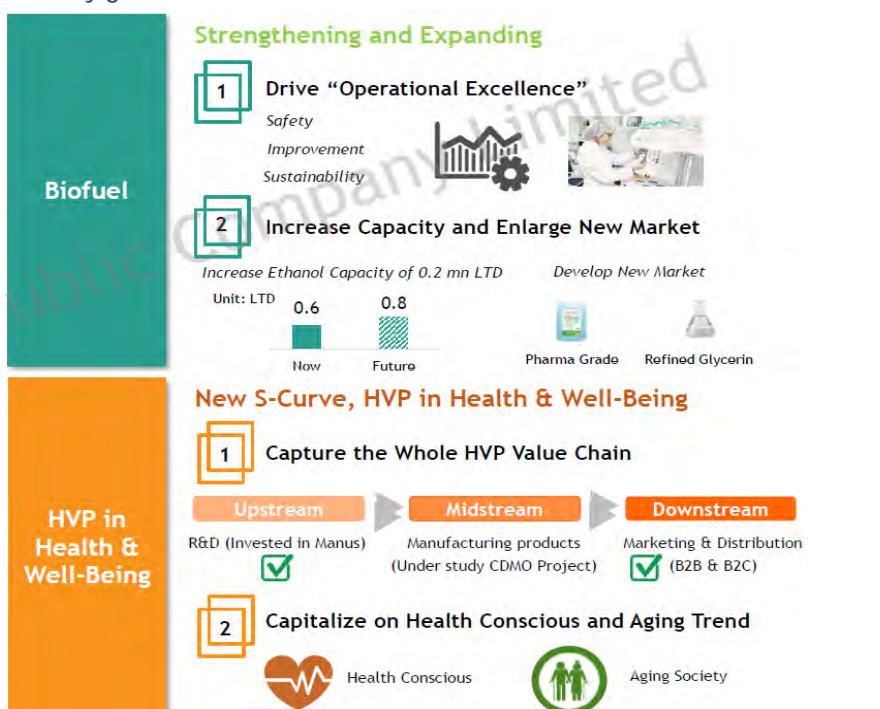 Biofuel
Strengthening and Expanding
1
Drive “Operational Excellence”
Safety
Improvement
Sustainability
2
Increase Capacity and Enlarge New Market
Increase Ethanol Capacity of 0.2 mn LTD
Develop New Market
Unit: LTD
0.6
0.8
Now
Future
Pharma Grade
Refined Glycerin
HVP in
Health &
Well-Being
New S-Curve, HVP in Health & Well-Being
1
Capture the Whole HVP Value Chain
Upstream
Midstream
Downstream
R&D (Invested in Manus)
Manufacturing products
(Under study CDMO Project)
Marketing & Distribution
(B2B & B2C)
2
Capitalize on Health Conscious and Aging Trend
Health Conscious
Aging Society
ublic Company Limited